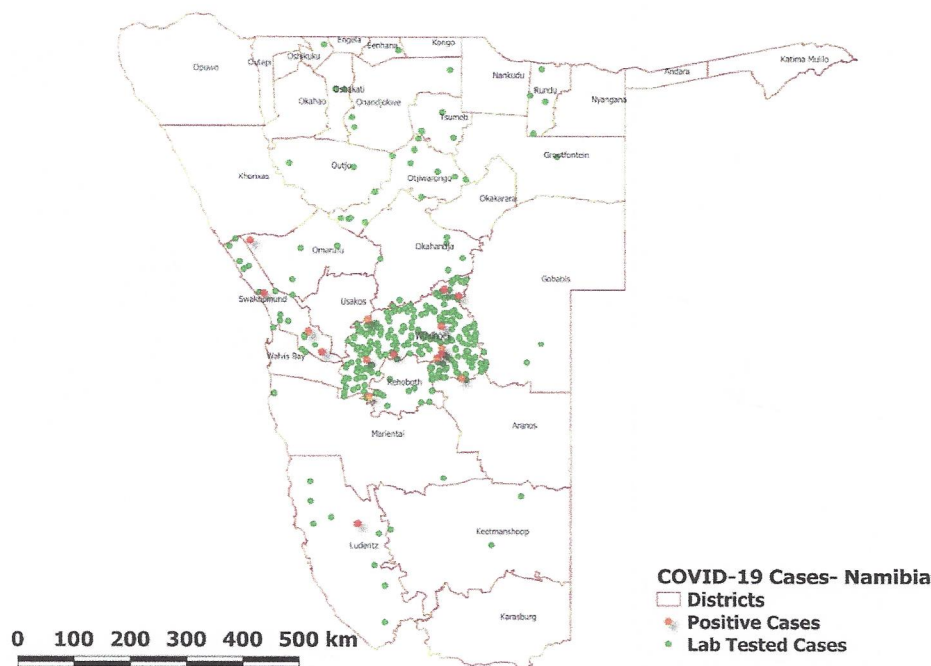 Engela
Eenhana
Kongo
Opuwo
Outapi
Oshikuku
Oshakati
Okahao
Onandjokwe
Tsumeb
Nankudu
Rundu
Nyangana
Andara
Katima Mulilo
Khorixas
Outjo
Otjiwarongo
Grootfontein
Okakarara
Omaruru
Okahandja
Gobabis
Swakopmund
Usakos
Walvis Bay
Rehoboth
Mariental
Aranos
Luderitz
Keetmanshoop
Karasburg
COVID-19 Cases- Namibia
Districts
Positive Cases
Lab Tested Cases
0 100 200 300 400 500 km